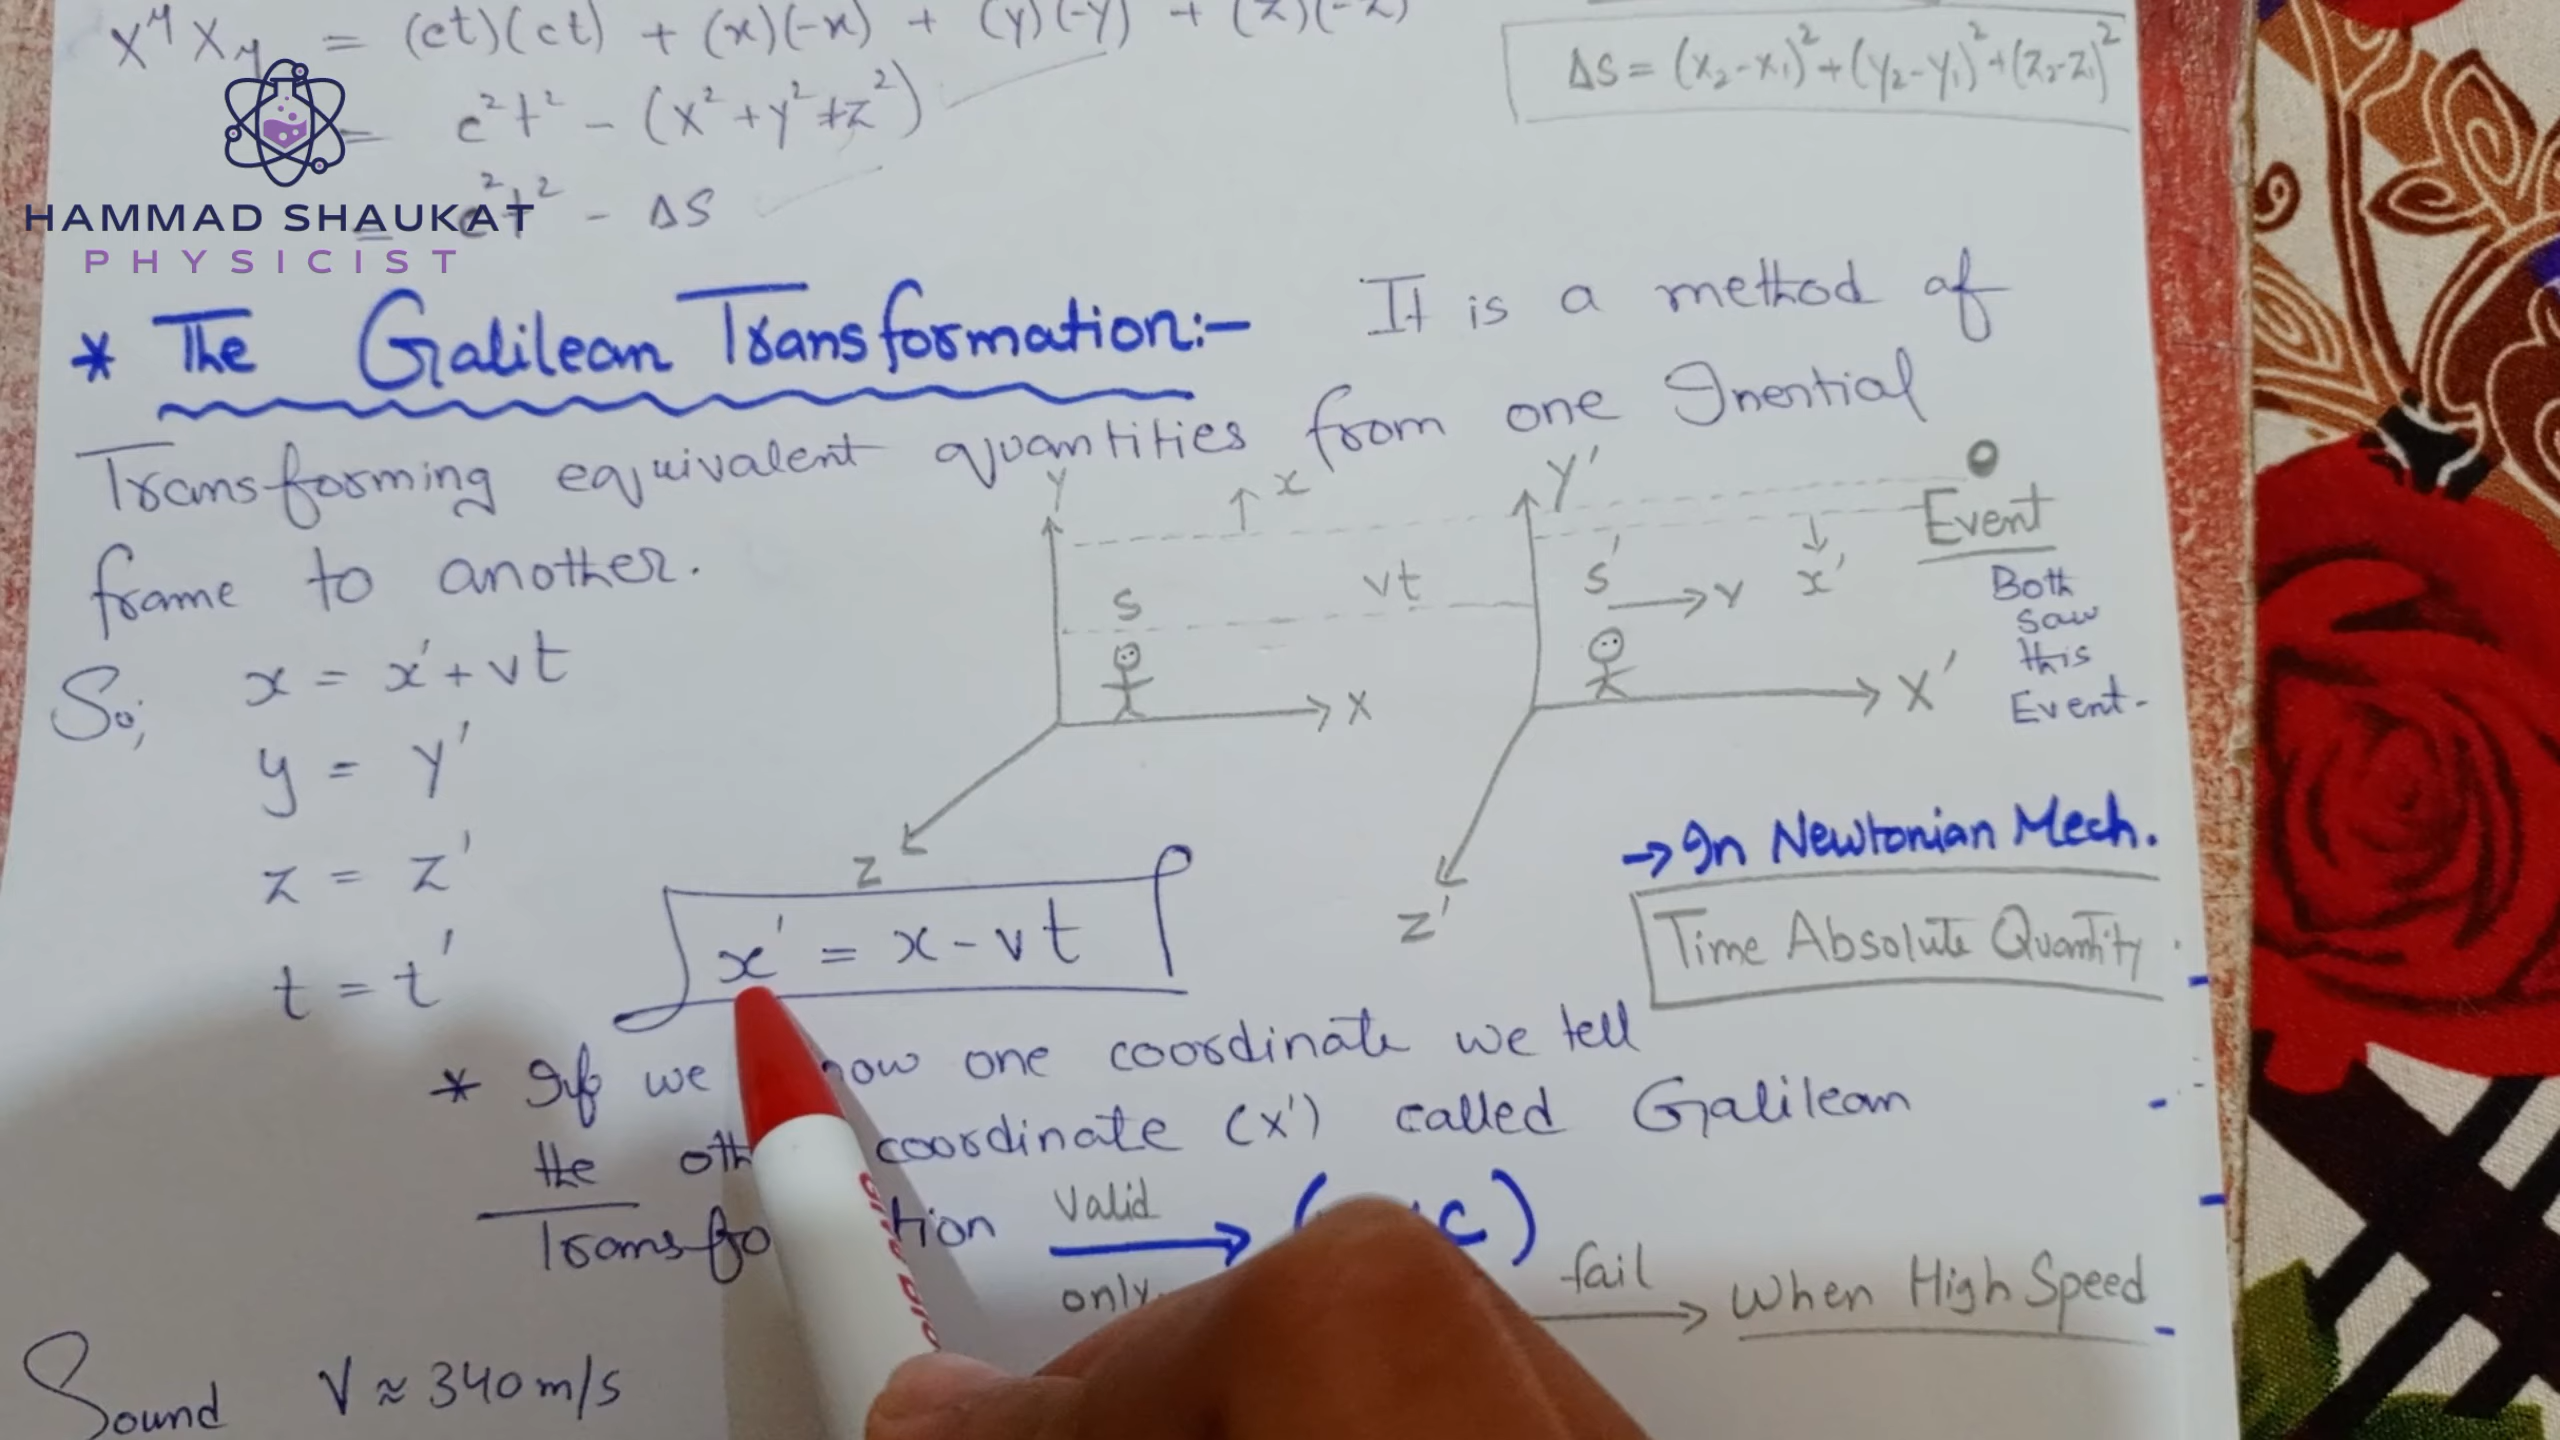 X^μ X_μ = (ct)(ct) + (x)(-x) + (y)(-y) + (z)(-z)
ΔS = (x₂-x₁)² + (y₂-y₁)² + (z₂-z₁)²
= c²t² - (x² + y² + z²)
= c²t² - ΔS
HAMMAD SHAUKAT
PHYSICIST
* The Galilean Transformation:- It is a method of
Transforming equivalent quantities from one Inertial
frame to another.
Y
x
Y'
Event
S
vt
S'
V
x'
Both
saw
this
Event.
X
X'
Z
Z'
So; x = x' + vt
y = y'
z = z'
t = t'
x' = x - vt
→ In Newtonian Mech.
Time Absolute Quantity
* If we one coordinate we tell
the coordinate (x') called Galilean
Valid
only
c)
fail → When High Speed
Sound V ≈ 340 m/s